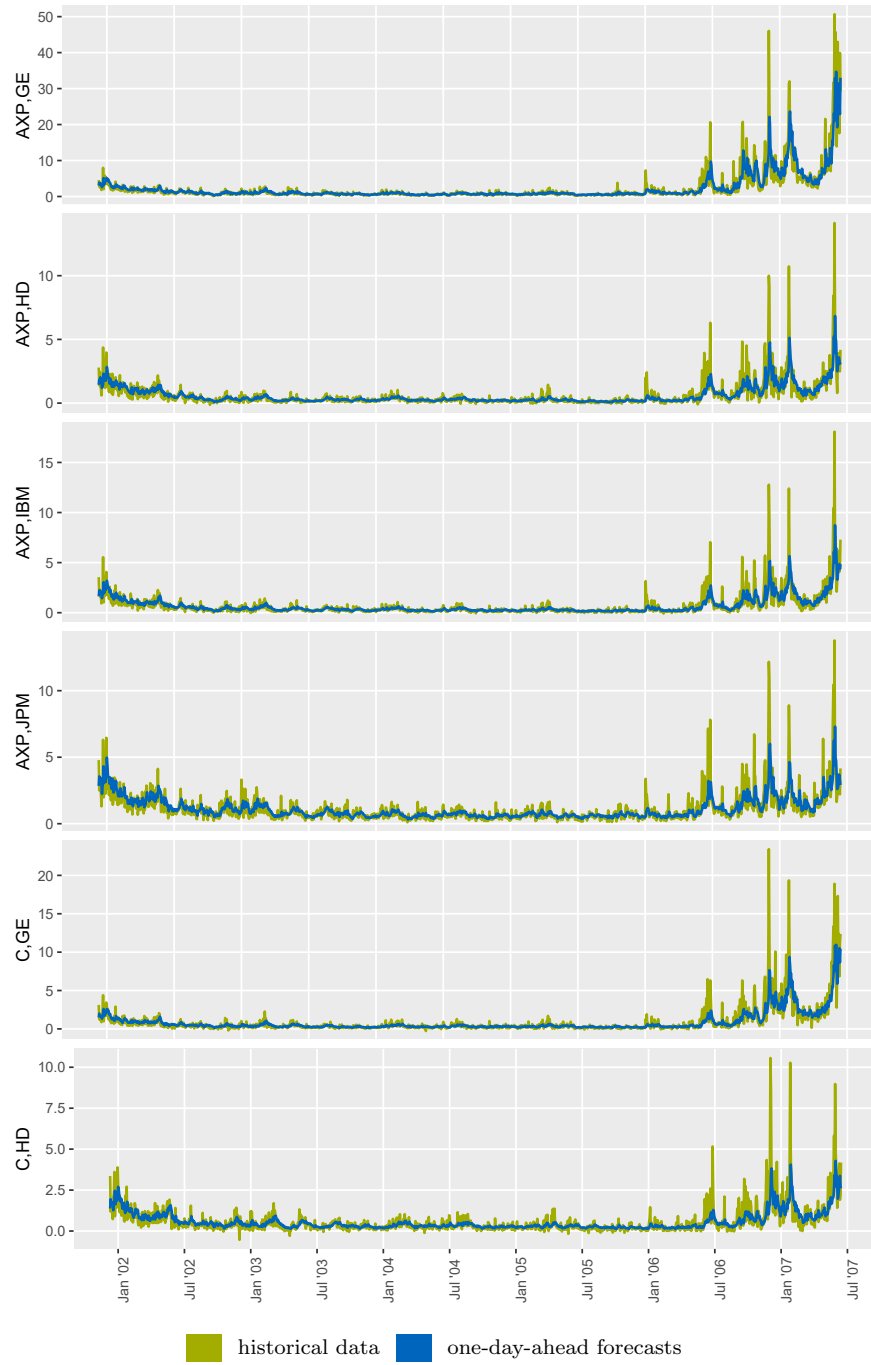 50
40
30
20
10
0
AXP,GE
10
5
0
AXP,HD
15
10
5
0
AXP,IBM
10
5
0
AXP,JPM
20
15
10
5
0
C,GE
10.0
7.5
5.0
2.5
0.0
C,HD
Jan '02
Jul '02
Jan '03
Jul '03
Jan '04
Jul '04
Jan '05
Jul '05
Jan '06
Jul '06
Jan '07
Jul '07
historical data
one-day-ahead forecasts